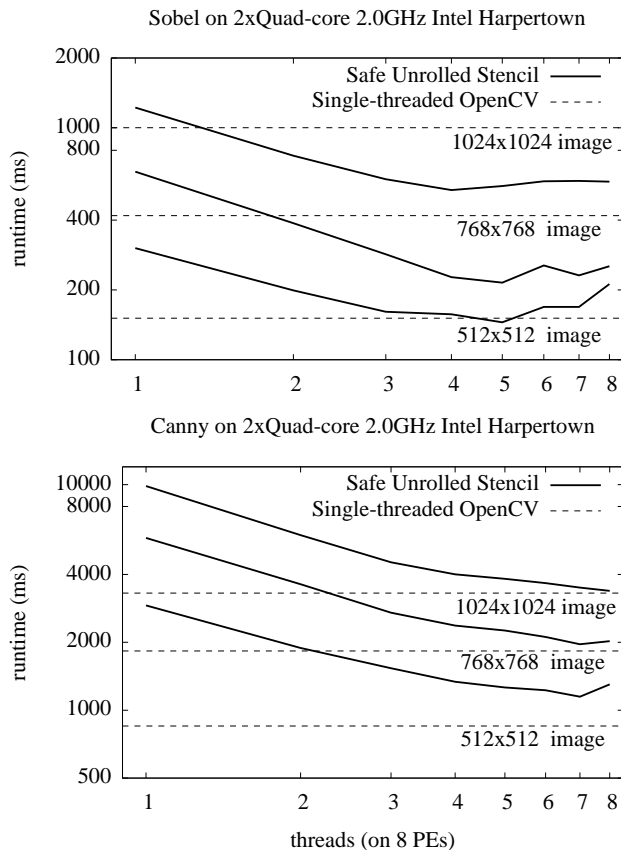 Sobel on 2xQuad-core 2.0GHz Intel Harpertown
2000
1000
800
400
200
100
runtime (ms)
Safe Unrolled Stencil
Single-threaded OpenCV
1024x1024 image
768x768 image
512x512 image
1 2 3 4 5 6 7 8
Canny on 2xQuad-core 2.0GHz Intel Harpertown
10000
8000
4000
2000
1000
500
runtime (ms)
Safe Unrolled Stencil
Single-threaded OpenCV
1024x1024 image
768x768 image
512x512 image
1 2 3 4 5 6 7 8
threads (on 8 PEs)